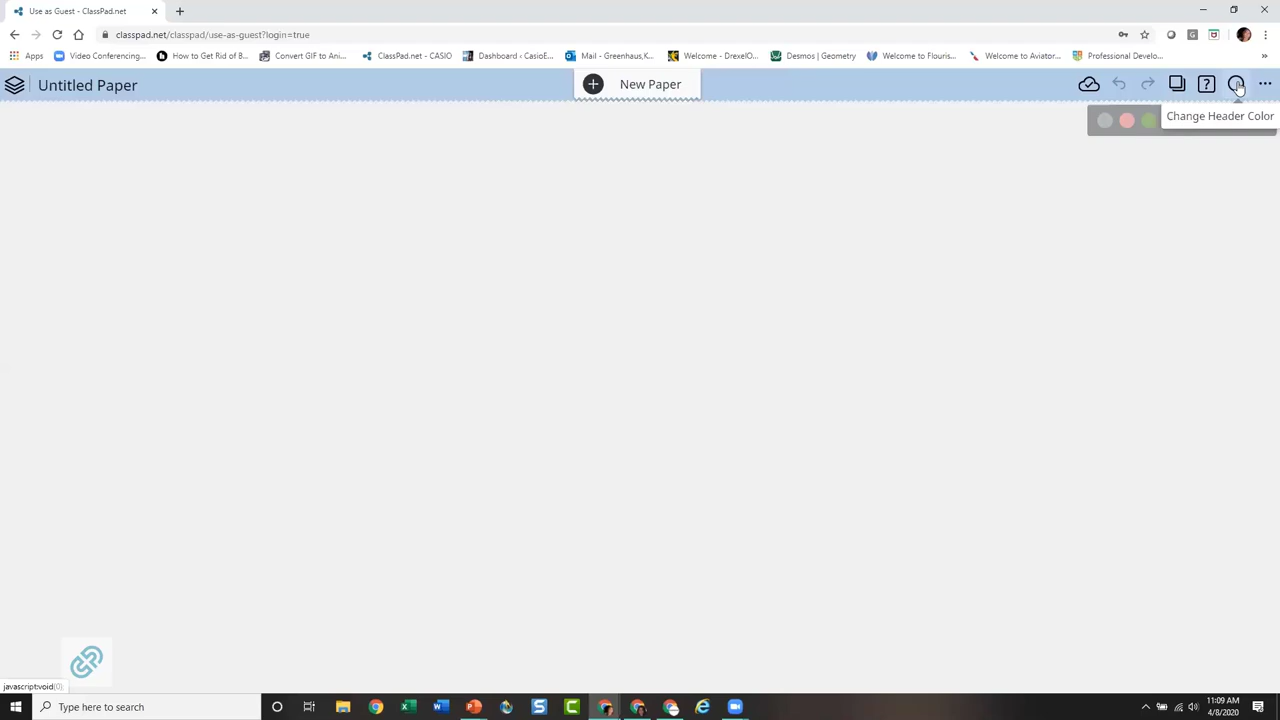 Use as Guest - ClassPad.net
classpad.net/classpad/use-as-guest?login=true
Apps Video Conferencing... How to Get Rid of B... Convert GIF to Ani... ClassPad.net - CASIO Dashboard ‹ CasioE... Mail - Greenhaus,K... Welcome - DrexelO... Desmos | Geometry Welcome to Flouris... Welcome to Aviator... Professional Develo...
Untitled Paper
New Paper
Change Header Color
javascript:void(0);
Type here to search
11:09 AM
4/8/2020